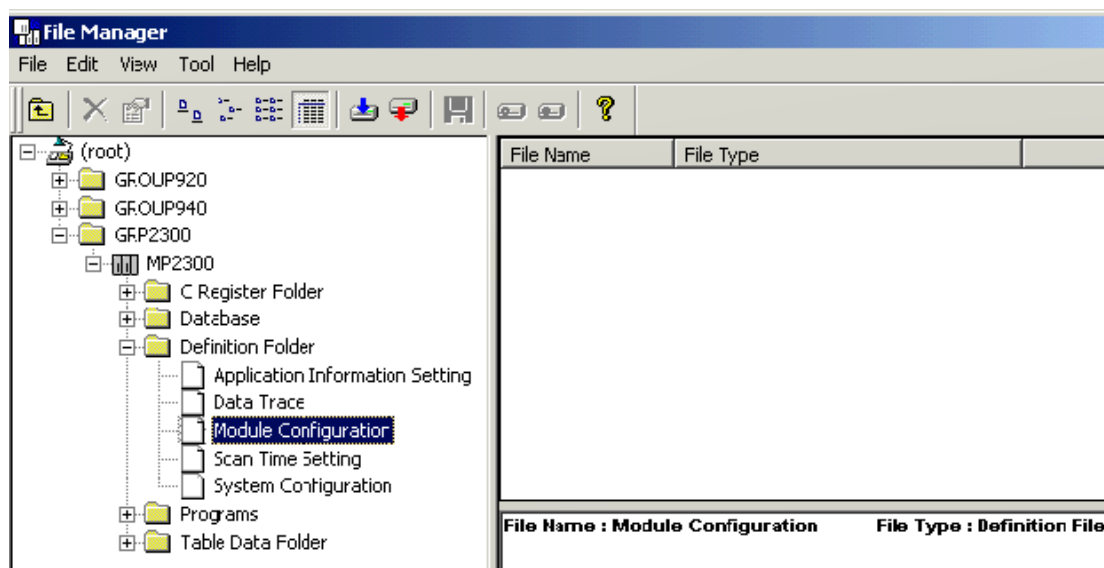 File Manager
File Edit View Tool Help
(root)
GROUP920
GROUP940
GRP2300
MP2300
C Register Folder
Database
Definition Folder
Application Information Setting
Data Trace
Module Configuration
Scan Time Setting
System Configuration
Programs
Table Data Folder
File Name File Type
File Name : Module Configuration File Type : Definition File